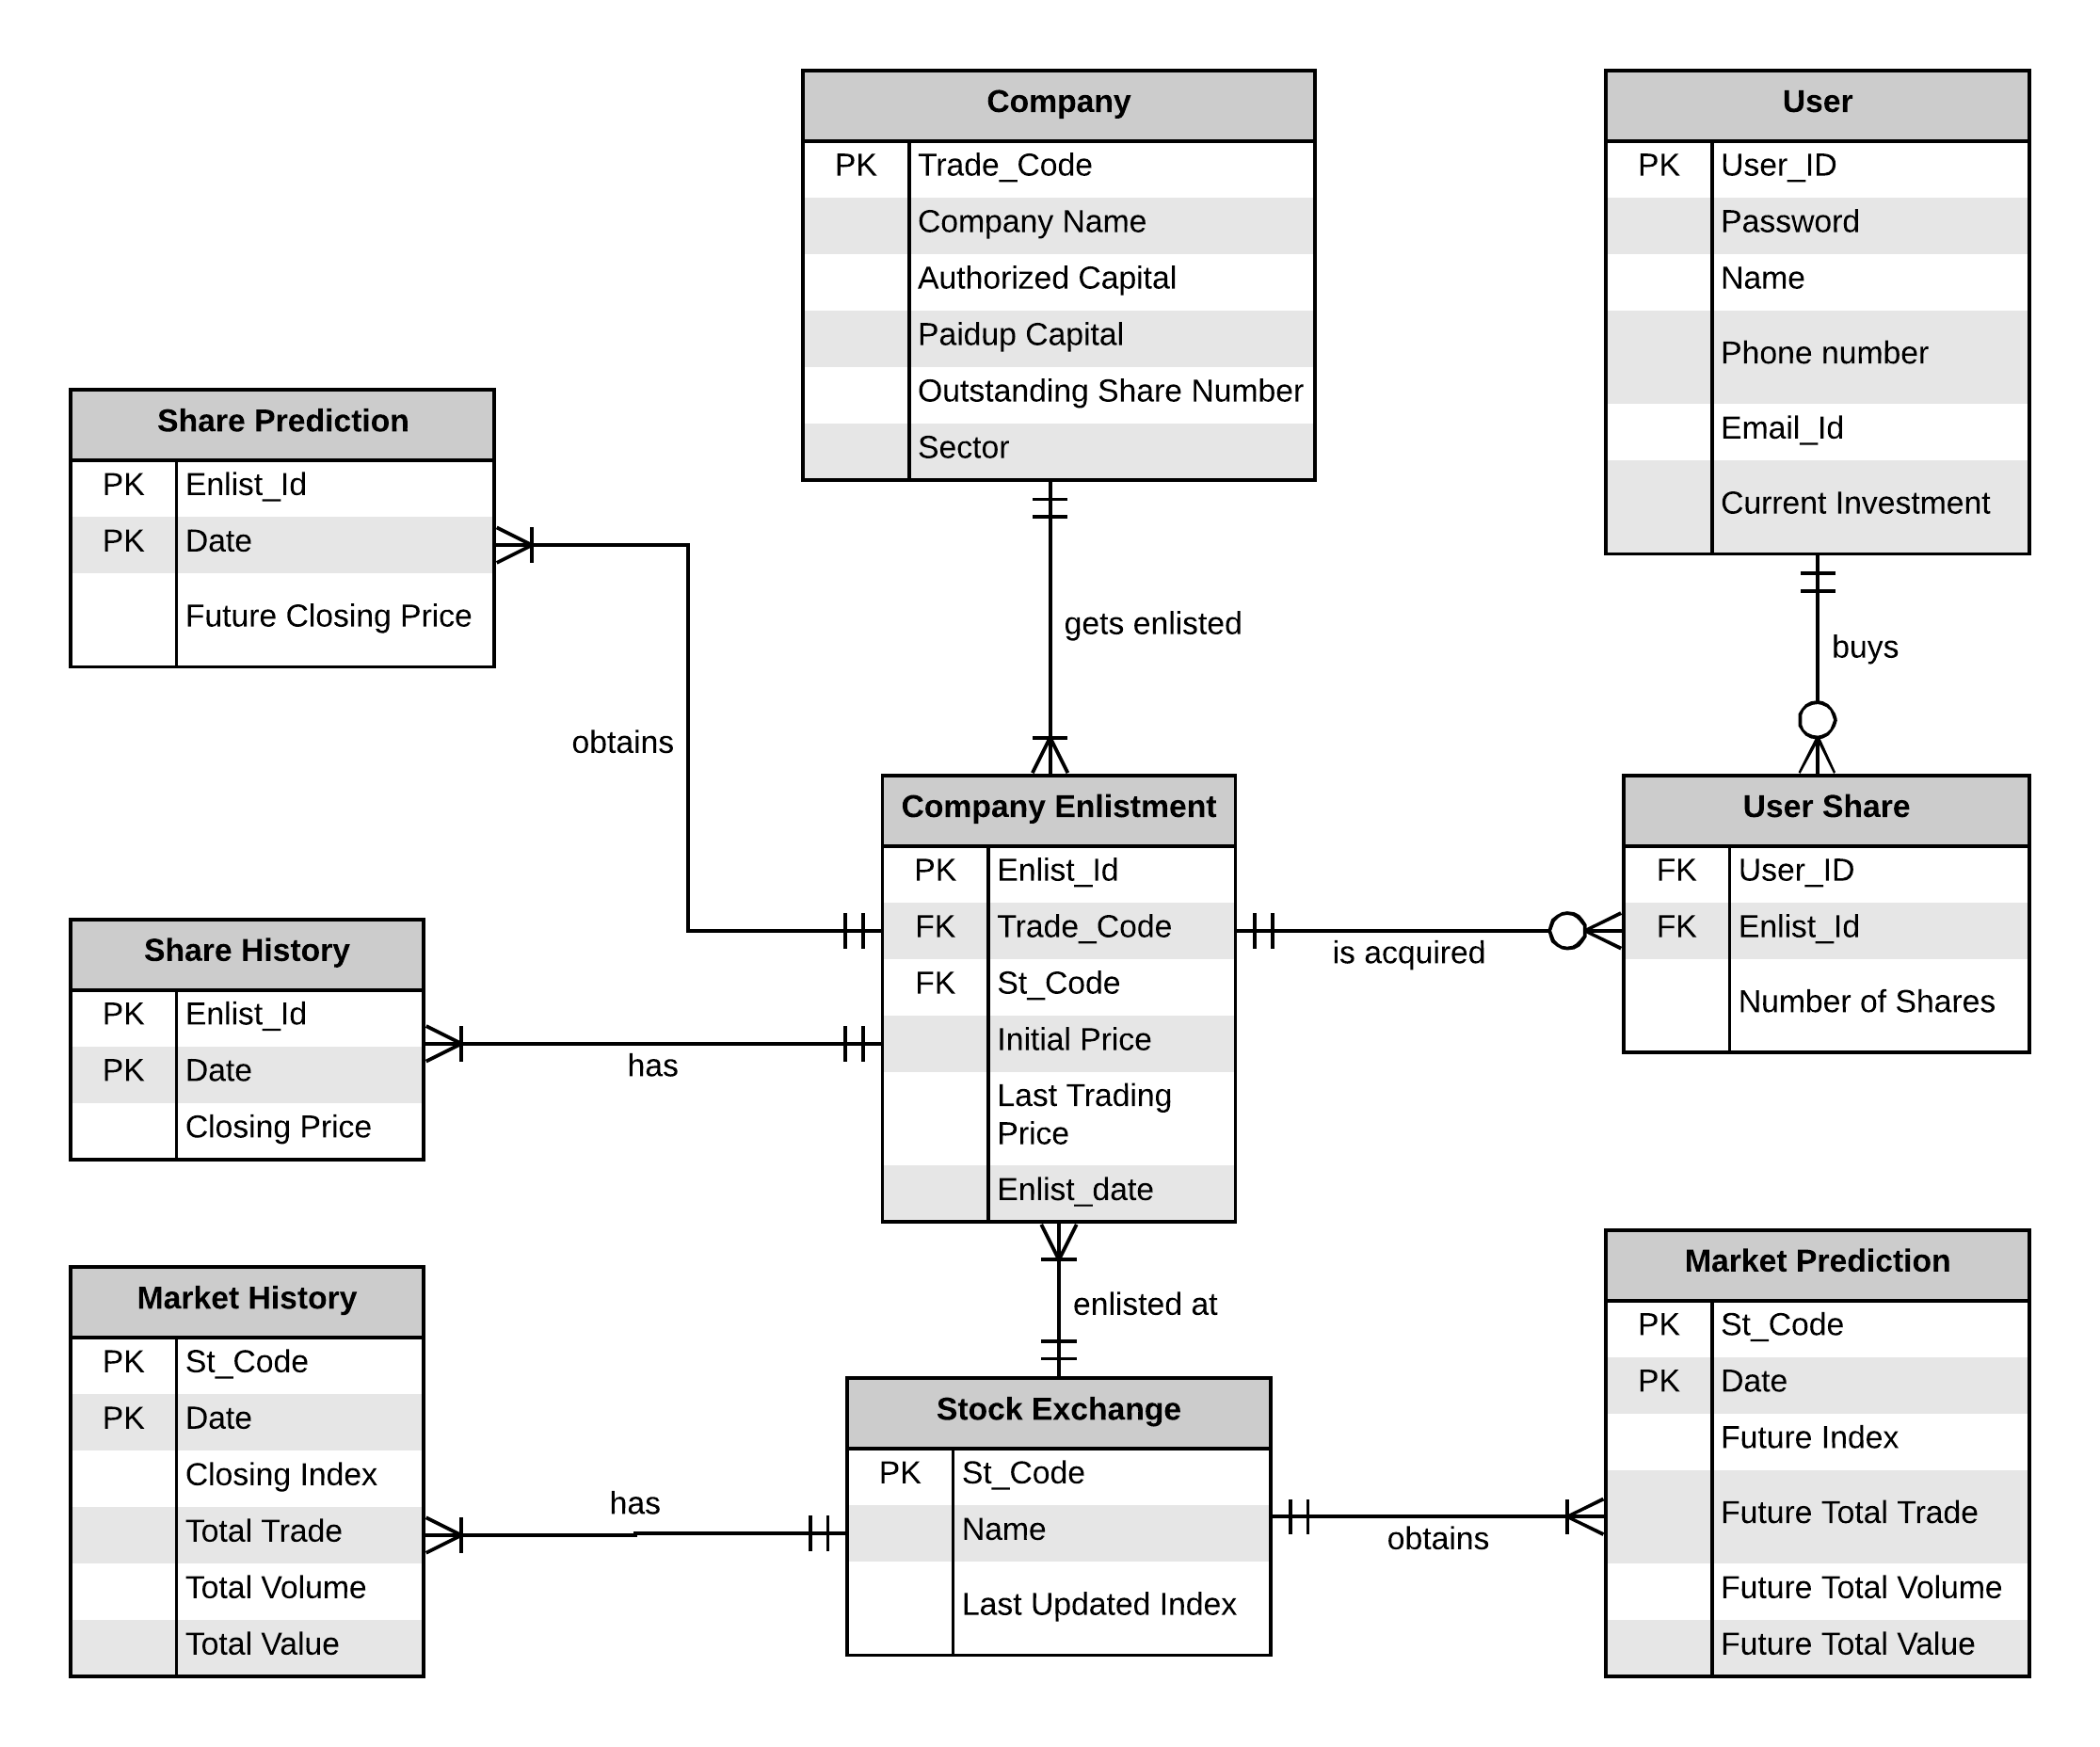 Company
PK Trade_Code
Company Name
Authorized Capital
Paidup Capital
Outstanding Share Number
Sector
User
PK User_ID
Password
Name
Phone number
Email_Id
Current Investment
Share Prediction
PK Enlist_Id
PK Date
Future Closing Price
gets enlisted
buys
obtains
Company Enlistment
PK Enlist_Id
FK Trade_Code
FK St_Code
Initial Price
Last Trading
Price
Enlist_date
is acquired
User Share
FK User_ID
FK Enlist_Id
Number of Shares
Share History
PK Enlist_Id
PK Date
Closing Price
has
Market History
PK St_Code
PK Date
Closing Index
Total Trade
Total Volume
Total Value
has
enlisted at
Stock Exchange
PK St_Code
Name
Last Updated Index
obtains
Market Prediction
PK St_Code
PK Date
Future Index
Future Total Trade
Future Total Volume
Future Total Value